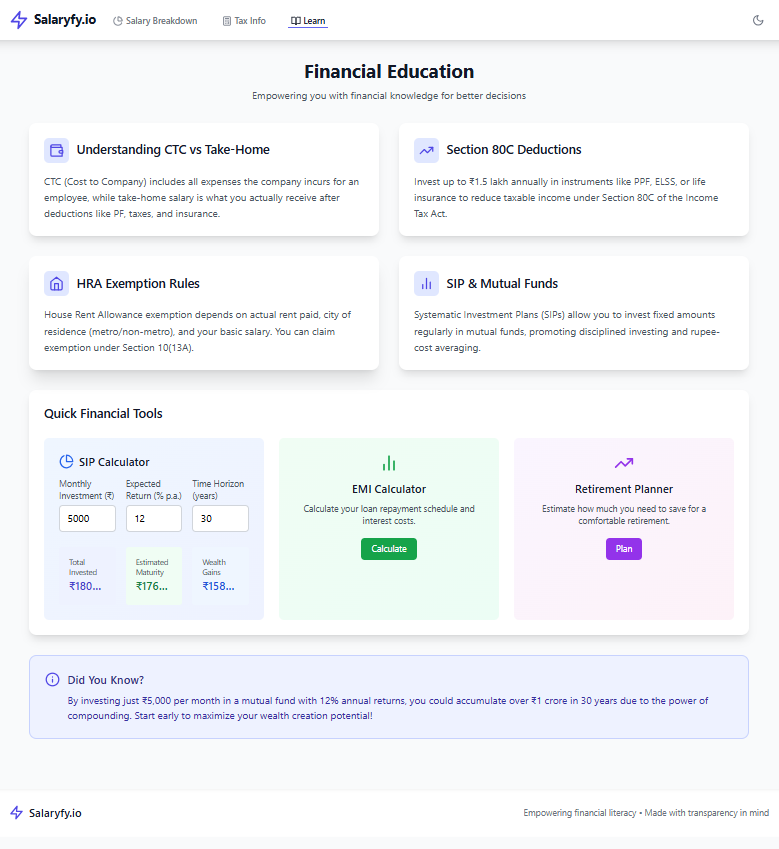 Salaryfy.io
Salary Breakdown
Tax Info
Learn
Financial Education
Empowering you with financial knowledge for better decisions
Understanding CTC vs Take-Home
CTC (Cost to Company) includes all expenses the company incurs for an
employee, while take-home salary is what you actually receive after
deductions like PF, taxes, and insurance.
Section 80C Deductions
Invest up to ₹1.5 lakh annually in instruments like PPF, ELSS, or life
insurance to reduce taxable income under Section 80C of the Income
Tax Act.
HRA Exemption Rules
House Rent Allowance exemption depends on actual rent paid, city of
residence (metro/non-metro), and your basic salary. You can claim
exemption under Section 10(13A).
SIP & Mutual Funds
Systematic Investment Plans (SIPs) allow you to invest fixed amounts
regularly in mutual funds, promoting disciplined investing and rupee-
cost averaging.
Quick Financial Tools
SIP Calculator
Monthly
Investment (₹)
5000
Expected
Return (% p.a.)
12
Time Horizon
(years)
30
Total
Invested
₹180...
Estimated
Maturity
₹176...
Wealth
Gains
₹158...
EMI Calculator
Calculate your loan repayment schedule and
interest costs.
Calculate
Retirement Planner
Estimate how much you need to save for a
comfortable retirement.
Plan
Did You Know?
By investing just ₹5,000 per month in a mutual fund with 12% annual returns, you could accumulate over ₹1 crore in 30 years due to the power of
compounding. Start early to maximize your wealth creation potential!
Salaryfy.io
Empowering financial literacy • Made with transparency in mind